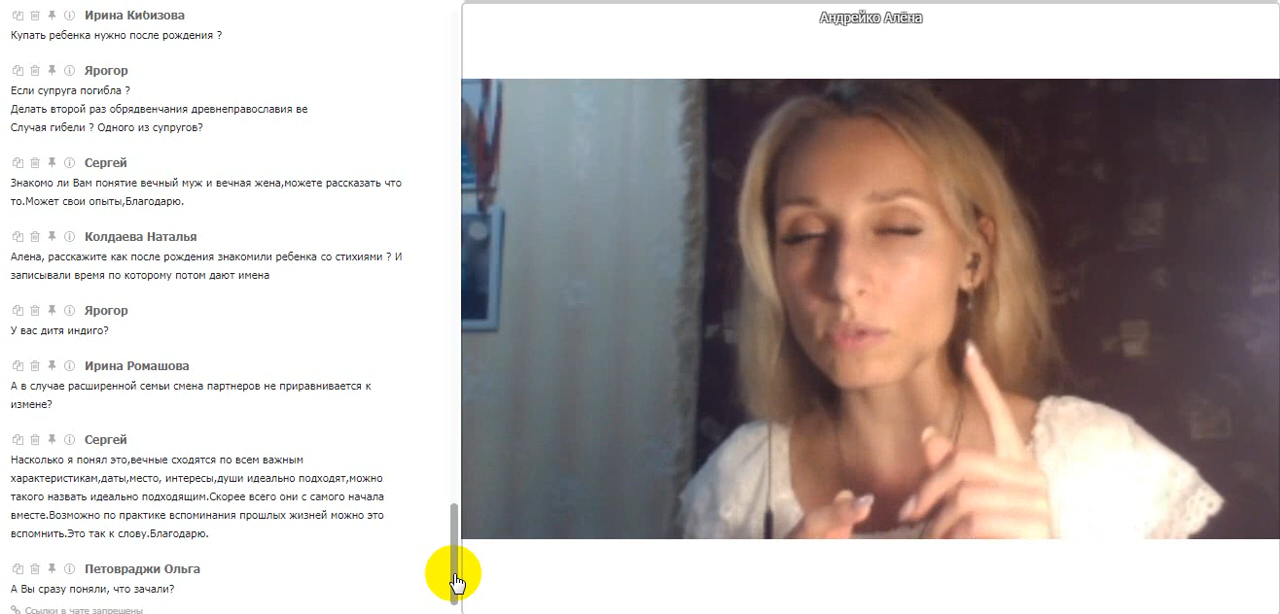 Ирина Кибизова
Купать ребенка нужно после рождения ?
Ярогор
Если супруга погибла ?
Делать второй раз обрядвенчания древнеправославия ве
Случая гибели ? Одного из супругов?
Сергей
Знакомо ли Вам понятие вечный муж и вечная жена,можете рассказать что
то.Может свои опыты,Благодарю.
Колдаева Наталья
Алена, расскажите как после рождения знакомили ребенка со стихиями ? И
записывали время по которому потом дают имена
Ярогор
У вас дитя индиго?
Ирина Ромашова
А в случае расширенной семьи смена партнеров не приравнивается к
измене?
Сергей
Насколько я понял это,вечные сходятся по всем важным
характеристикам,даты,место, интересы,души идеально подходят,можно
такого назвать идеально подходящим.Скорее всего они с самого начала
вместе.Возможно по практике вспоминания прошлых жизней можно это
вспомнить.Это так к слову.Благодарю.
Петовраджи Ольга
А Вы сразу поняли, что зачали?
Ссылки в чате запрещены
Андрейко Алёна